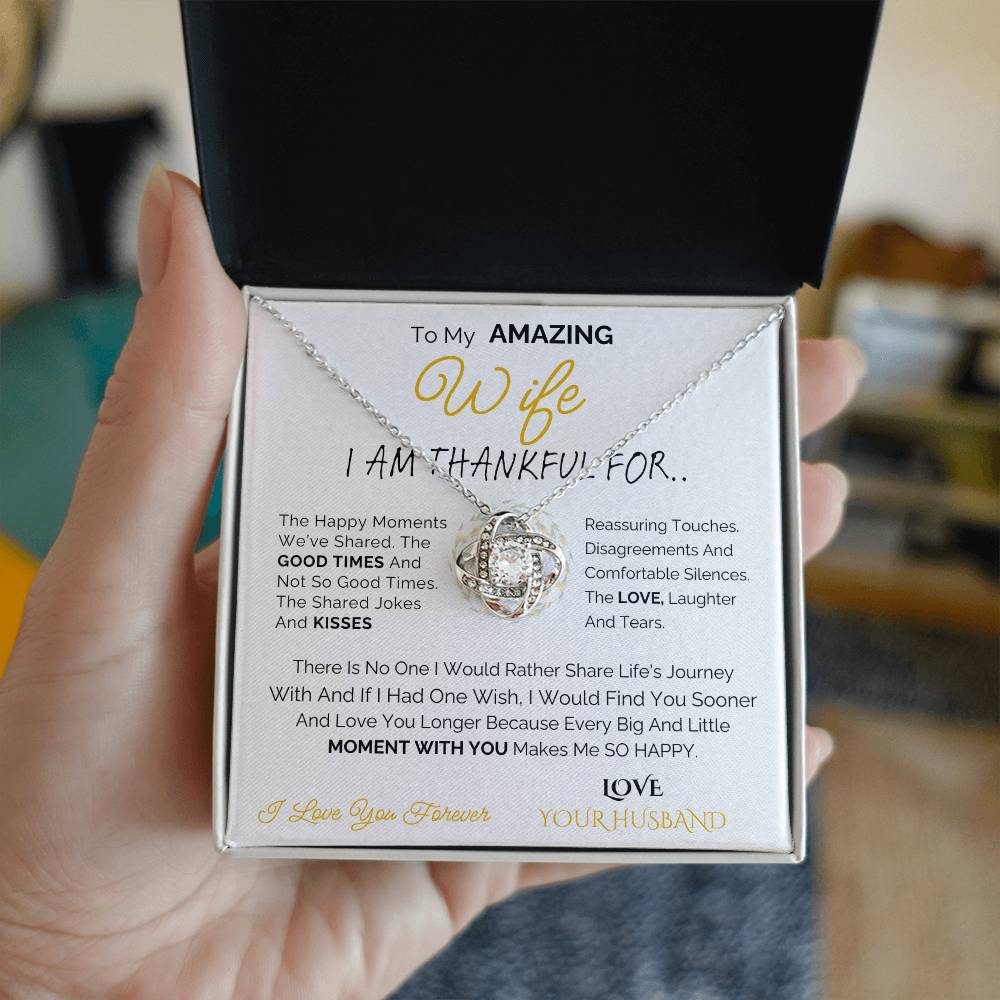 To My AMAZING
Wife
I AM THANKFUL FOR..
The Happy Moments
We've Shared. The
GOOD TIMES And
Not So Good Times.
The Shared Jokes
And KISSES
Reassuring Touches.
Disagreements And
Comfortable Silences.
The LOVE, Laughter
And Tears.
There Is No One I Would Rather Share Life's Journey
With And If I Had One Wish, I Would Find You Sooner
And Love You Longer Because Every Big And Little
MOMENT WITH YOU Makes Me SO HAPPY.
LOVE
I Love You Forever
YOUR HUSBAND